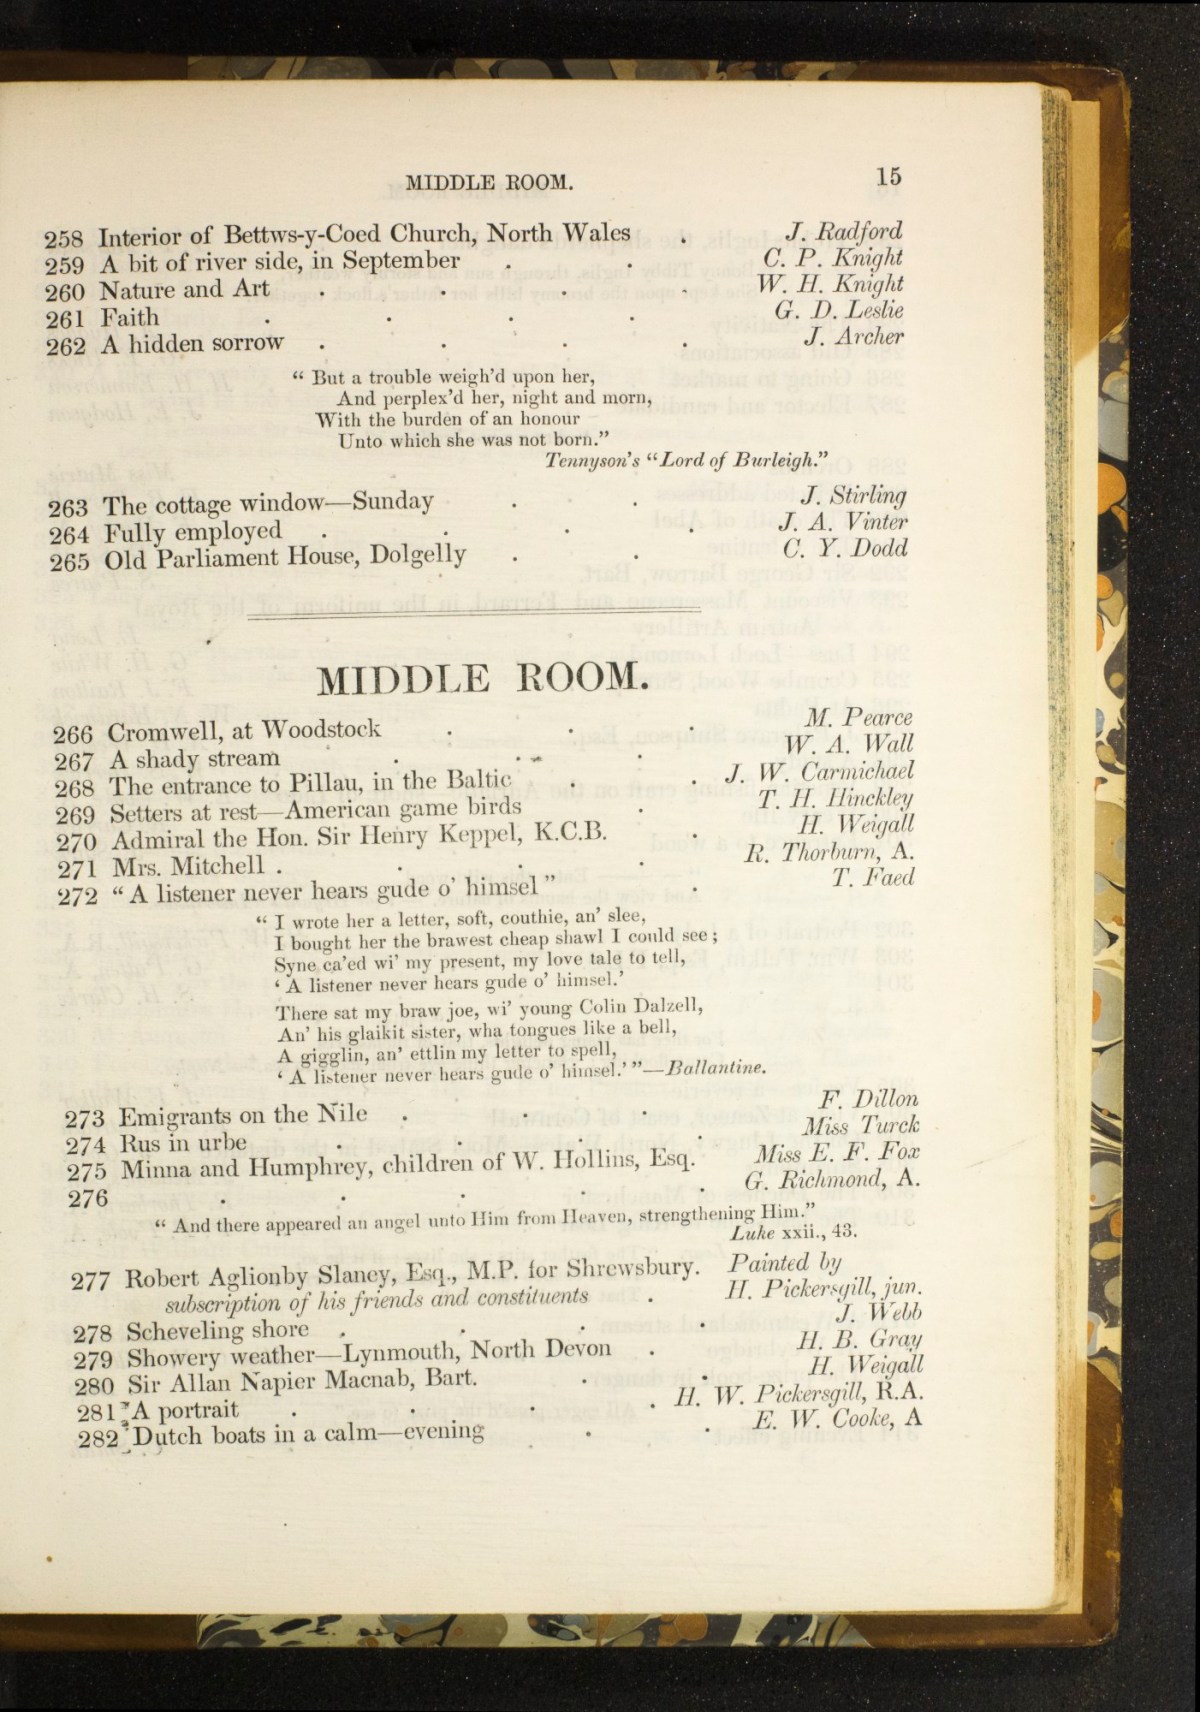 MIDDLE ROOM. 15
258 Interior of Bettws-y-Coed Church, North Wales . J. Radford
259 A bit of river side, in September . . C. P. Knight
260 Nature and Art . . . . W. H. Knight
261 Faith . . . . G. D. Leslie
262 A hidden sorrow . . . . J. Archer
“ But a trouble weigh’d upon her,
And perplex’d her, night and morn,
With the burden of an honour
Unto which she was not born.”
Tennyson’s “Lord of Burleigh.”
263 The cottage window—Sunday . . J. Stirling
264 Fully employed . . . . J. A. Vinter
265 Old Parliament House, Dolgelly . . C. Y. Dodd
MIDDLE ROOM.
266 Cromwell, at Woodstock . . . M. Pearce
267 A shady stream . . . W. A. Wall
268 The entrance to Pillau, in the Baltic . . J. W. Carmichael
269 Setters at rest—American game birds . T. H. Hinckley
270 Admiral the Hon. Sir Henry Keppel, K.C.B. . H. Weigall
271 Mrs. Mitchell . . . . R. Thorburn, A.
272 “ A listener never hears gude o’ himsel ” . T. Faed
“ I wrote her a letter, soft, couthie, an’ slee,
I bought her the brawest cheap shawl I could see ;
Syne ca’ed wi’ my present, my love tale to tell,
‘ A listener never hears gude o’ himsel.’
There sat my braw joe, wi’ young Colin Dalzell,
An’ his glaikit sister, wha tongues like a bell,
A gigglin, an’ ettlin my letter to spell,
‘ A listener never hears gude o’ himsel.’ ”—Ballantine.
273 Emigrants on the Nile . . . F. Dillon
274 Rus in urbe . . . . Miss Turck
275 Minna and Humphrey, children of W. Hollins, Esq. Miss E. F. Fox
276 . . . . . G. Richmond, A.
“ And there appeared an angel unto Him from Heaven, strengthening Him.”
Luke xxii., 43.
277 Robert Aglionby Slaney, Esq., M.P. for Shrewsbury. Painted by
subscription of his friends and constituents . H. Pickersgill, jun.
278 Scheveling shore . . . . J. Webb
279 Showery weather—Lynmouth, North Devon . H. B. Gray
280 Sir Allan Napier Macnab, Bart. . . H. Weigall
281 A portrait . . . . H. W. Pickersgill, R.A.
282 Dutch boats in a calm—evening . . E. W. Cooke, A